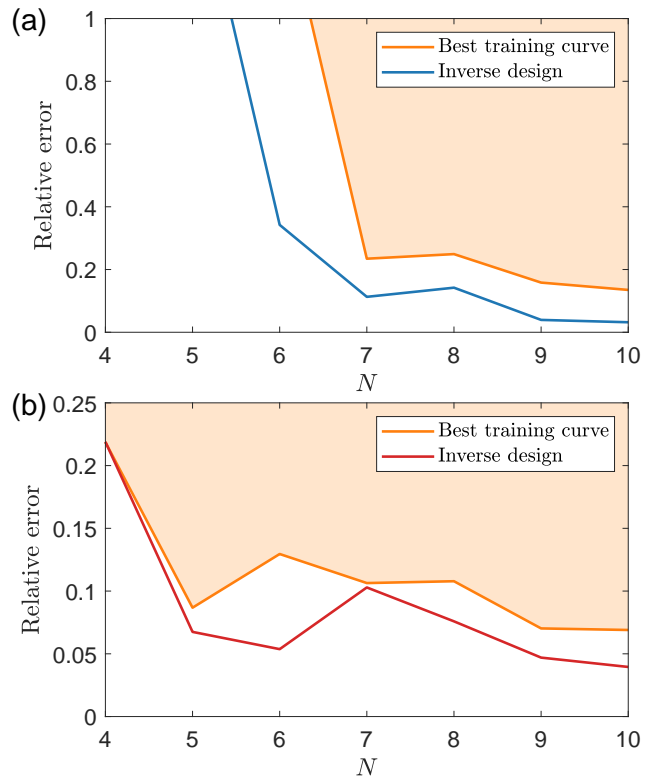 (a)
1
0.8
0.6
0.4
0.2
0
Relative error
Best training curve
Inverse design
4 5 6 7 8 9 10
N
(b)
0.25
0.2
0.15
0.1
0.05
0
Relative error
Best training curve
Inverse design
4 5 6 7 8 9 10
N